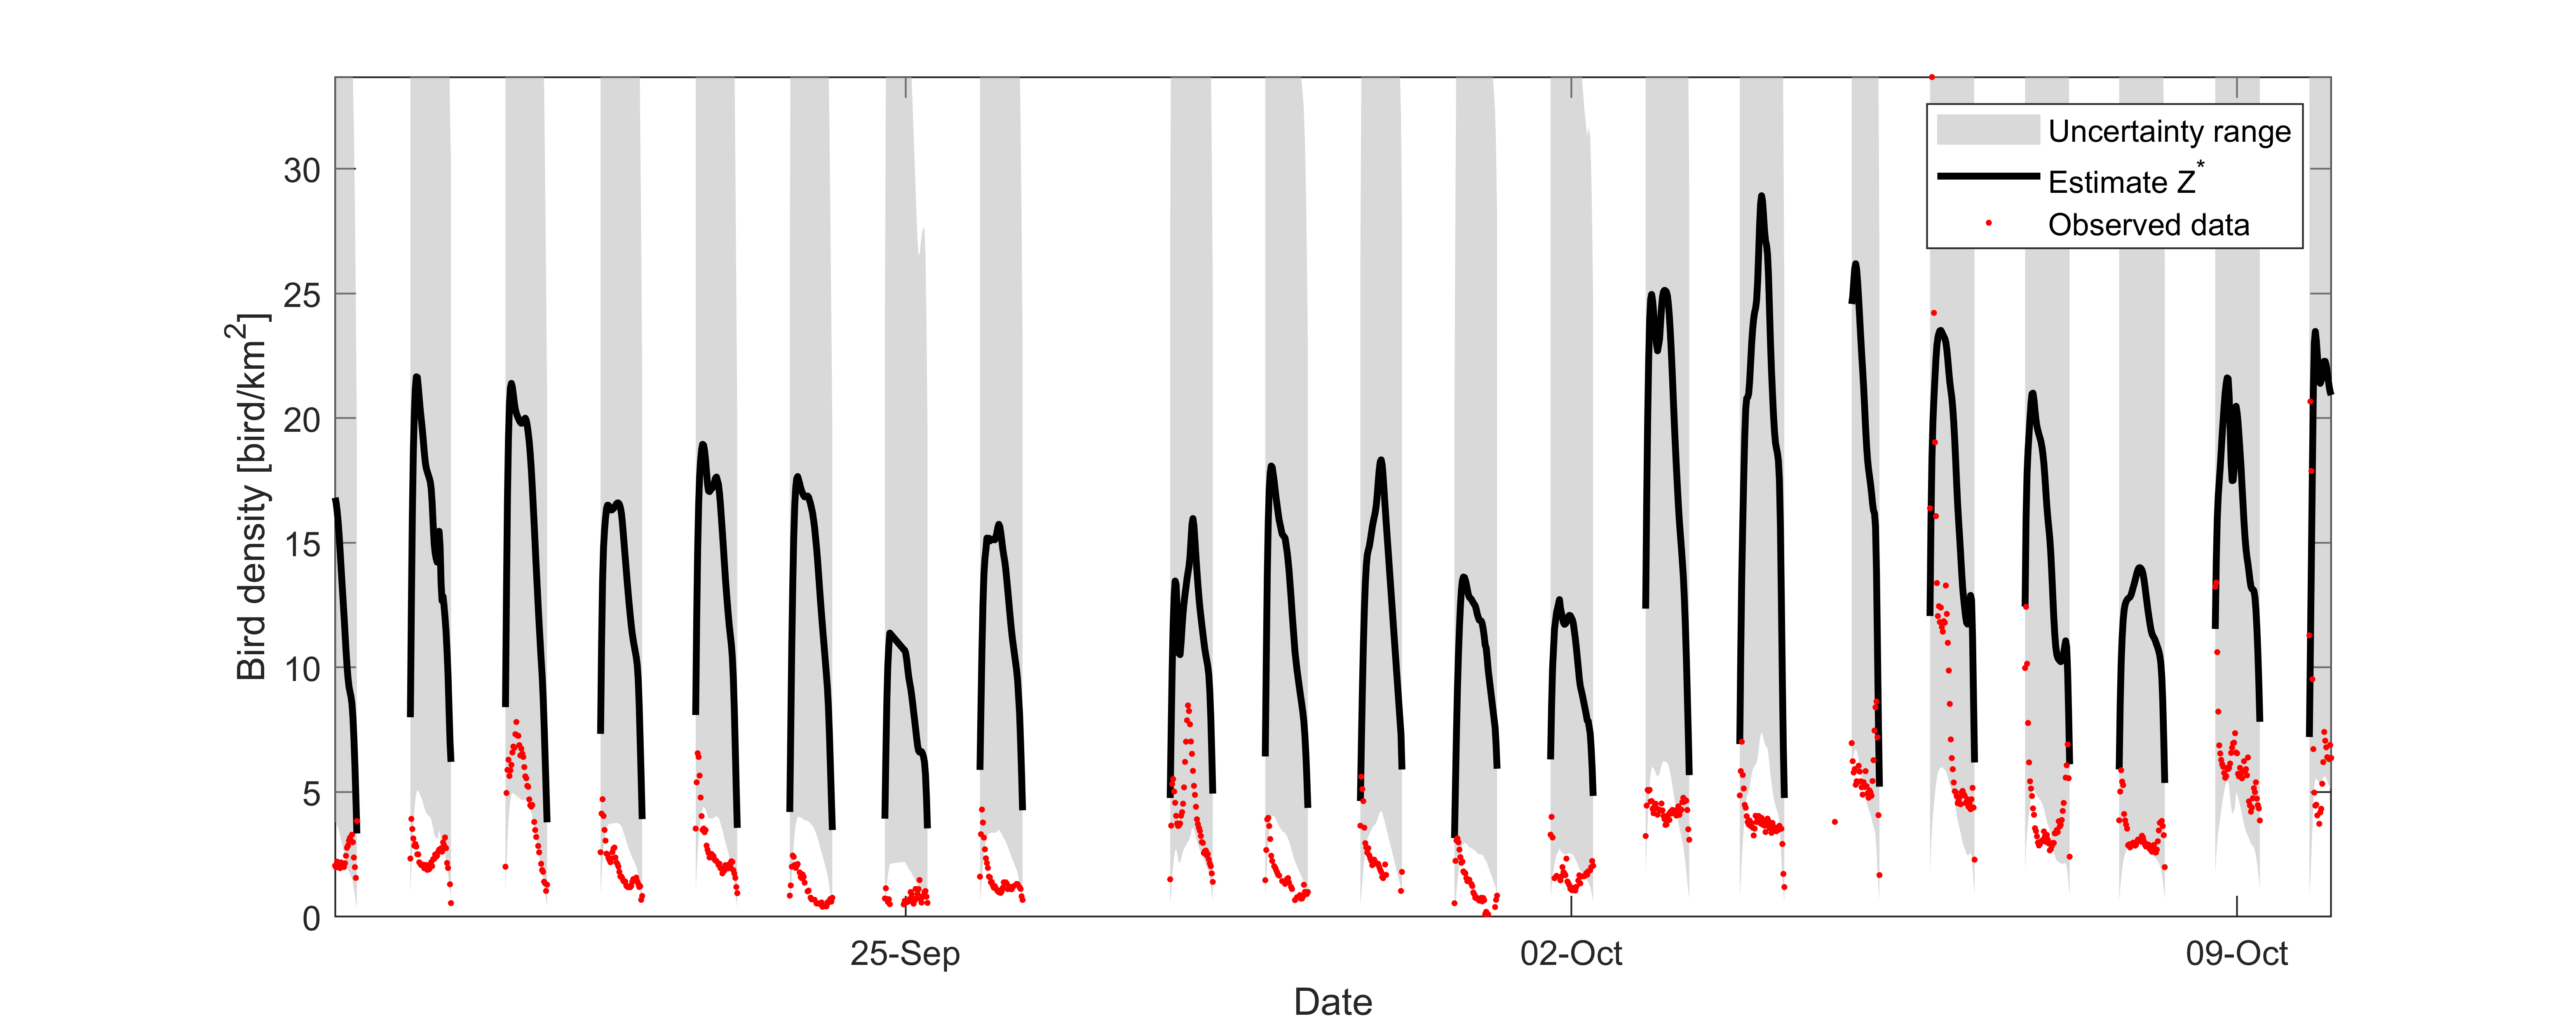 Uncertainty range
Estimate Z*
Observed data
30
25
20
15
10
5
0
Bird density [bird/km²]
25-Sep
02-Oct
09-Oct
Date